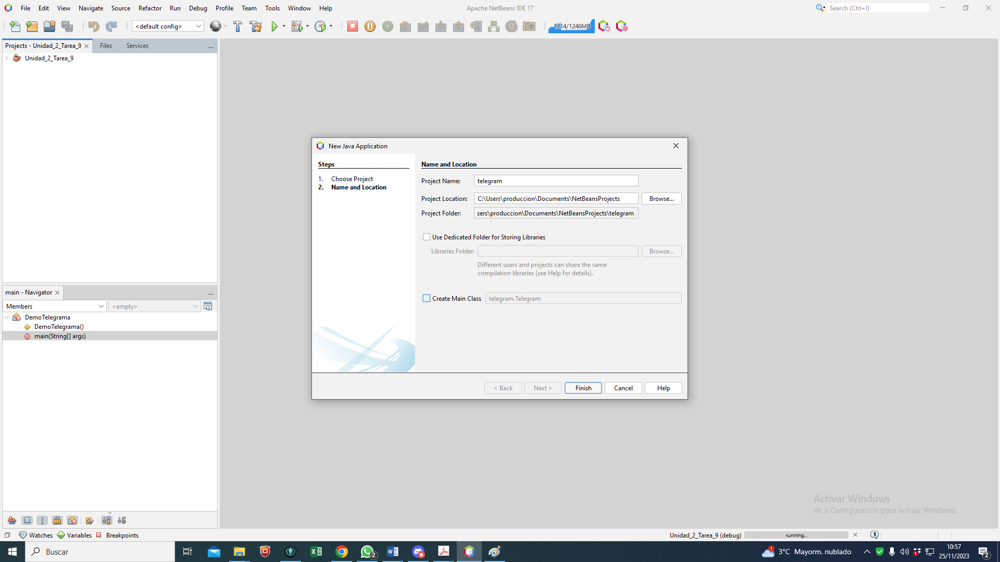 File Edit View Navigate Source Refactor Run Debug Profile Team Tools Window Help
Apache NetBeans IDE 17
Search (Ctrl+I)
<default config>
1214/1246MB
Projects - Unidad_2_Tarea_9
Files
Services
Unidad_2_Tarea_9
New Java Application
Steps
1. Choose Project
2. Name and Location
Name and Location
Project Name: telegram
Project Location: C:\Users\produccion\Documents\NetBeansProjects Browse...
Project Folder: sers\produccion\Documents\NetBeansProjects\telegram
Use Dedicated Folder for Storing Libraries
Libraries Folder: Browse...
Different users and projects can share the same
compilation libraries (see Help for details).
Create Main Class telegram.Telegram
< Back Next > Finish Cancel Help
main - Navigator
Members <empty>
DemoTelegrama
DemoTelegrama()
main(String[] args)
Activar Windows
Ve a Configuración para activar Windows.
Watches Variables Breakpoints
Unidad_2_Tarea_9 (debug) running... 1
Buscar
2
1 3°C Mayorm. nublado
10:57
25/11/2023
2